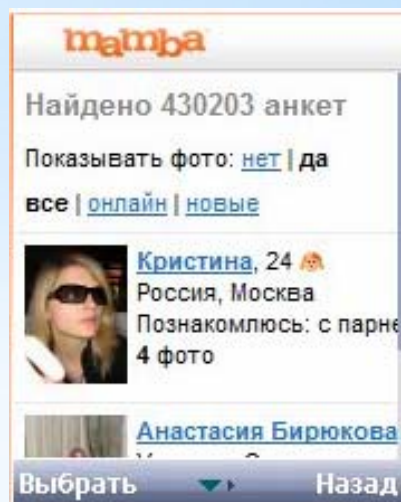 mamba
Найдено 430203 анкет
Показывать фото: нет | да
все | онлайн | новые
Кристина, 24
Россия, Москва
Познакомлюсь: с парне
4 фото
Анастасия Бирюкова
Выбрать Назад